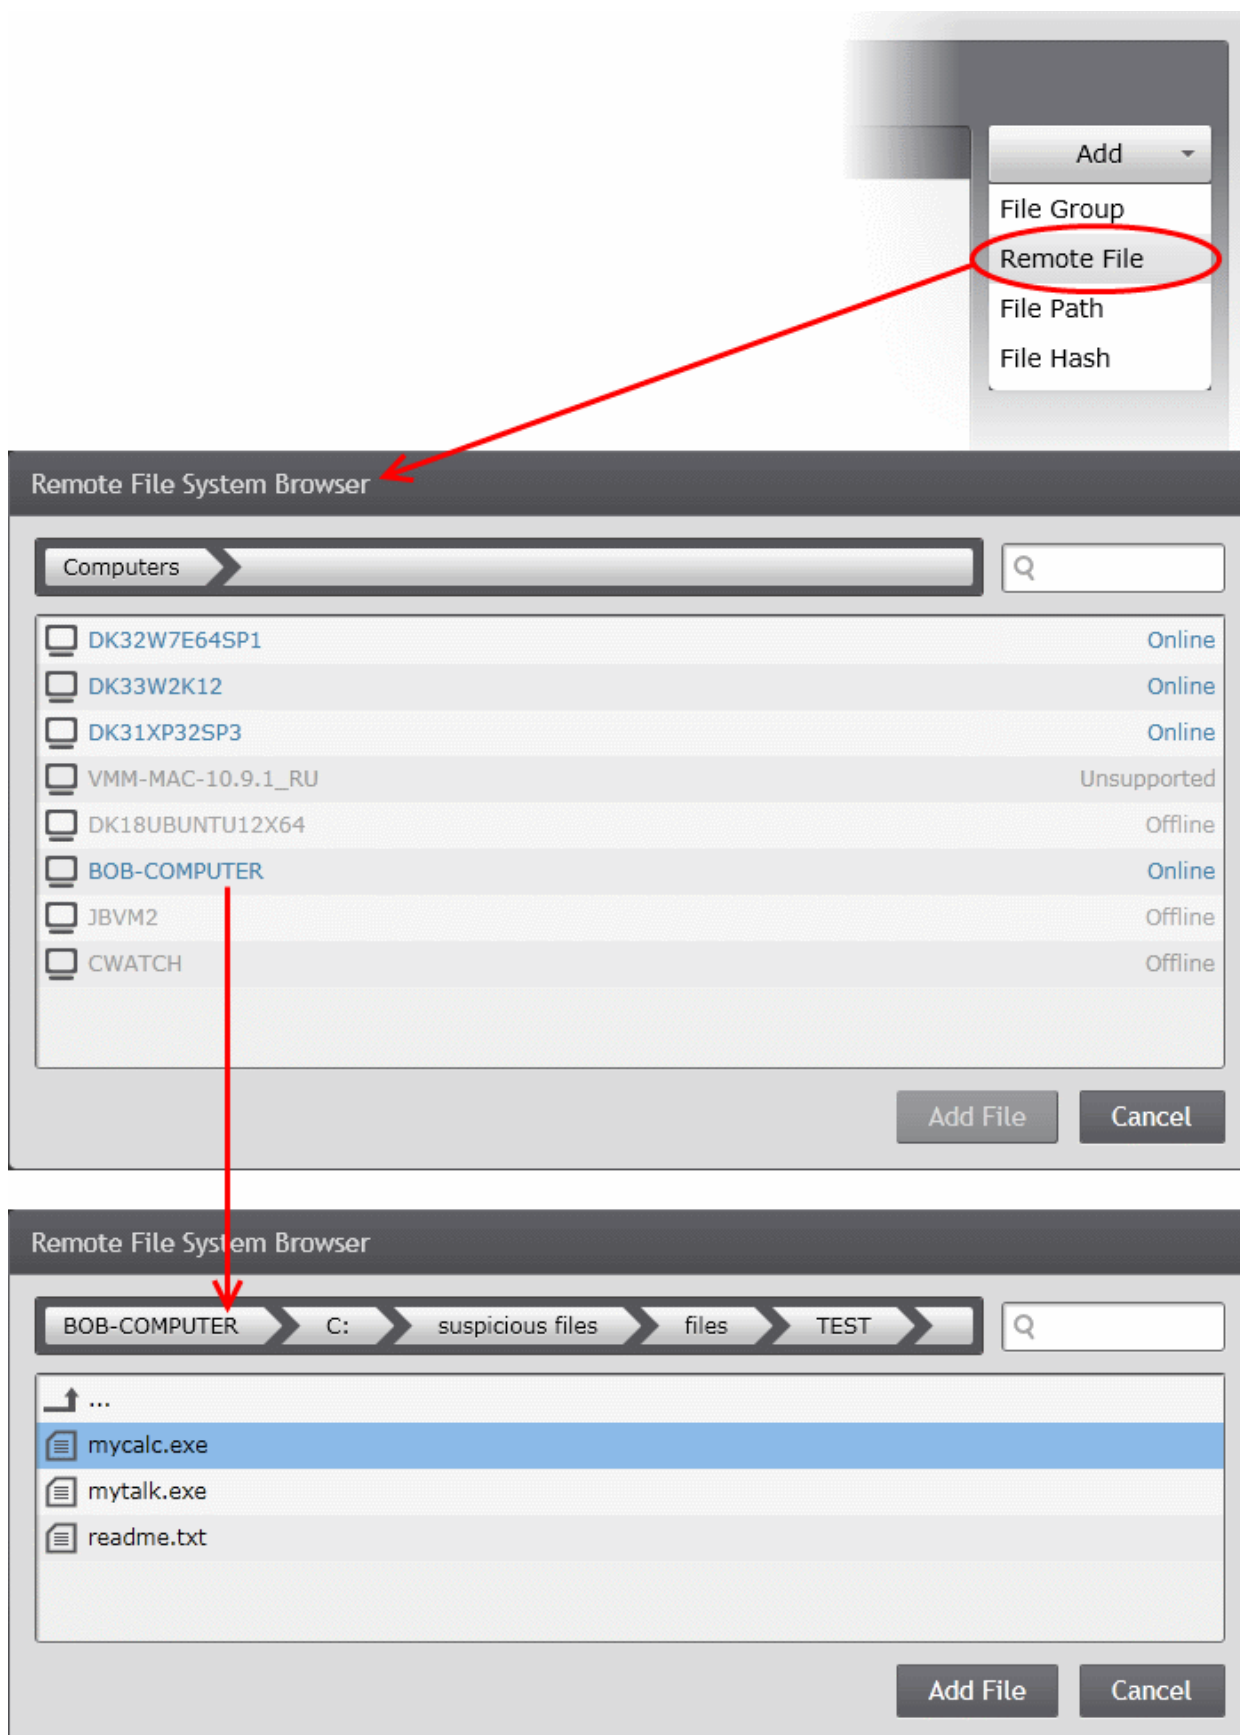 Add
File Group
Remote File
File Path
File Hash
Remote File System Browser
Computers
DK32W7E64SP1 Online
DK33W2K12 Online
DK31XP32SP3 Online
VMM-MAC-10.9.1_RU Unsupported
DK18UBUNTU12X64 Offline
BOB-COMPUTER Online
JBVM2 Offline
CWATCH Offline
Add File Cancel
Remote File System Browser
BOB-COMPUTER C: suspicious files files TEST
...
mycalc.exe
mytalk.exe
readme.txt
Add File Cancel